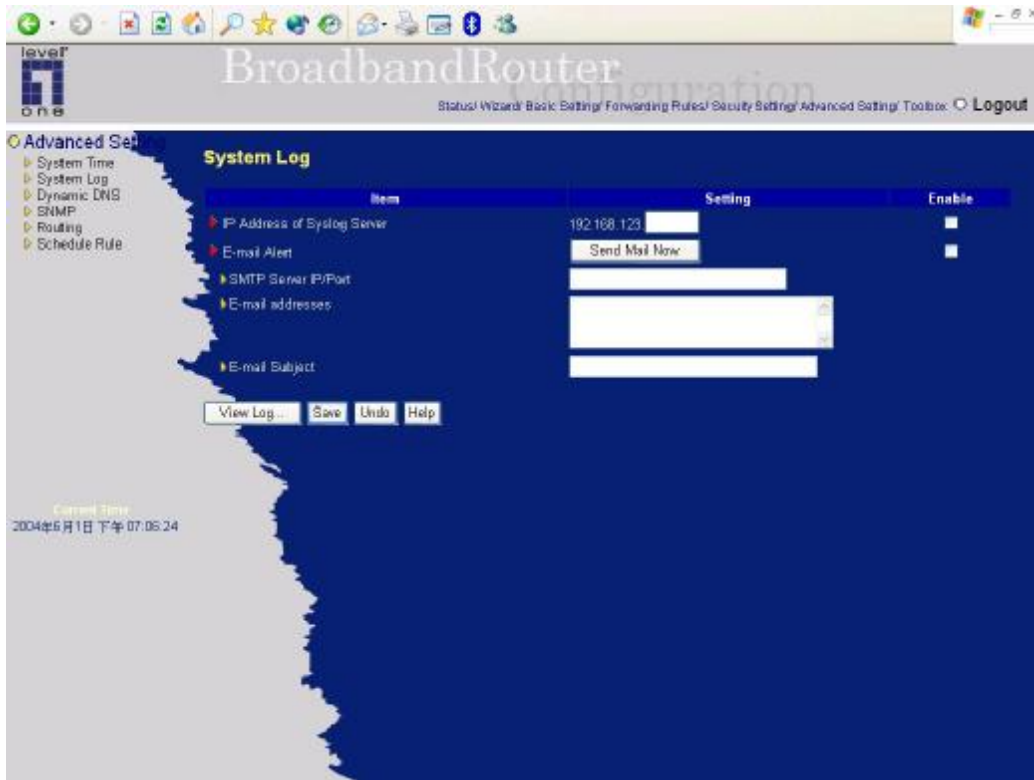 level
one
BroadbandRouter
Configuration
Status/ Wizard/ Basic Setting/ Forwarding Rules/ Security Setting/ Advanced Setting/ Toolbox
Logout
Advanced Setting
System Time
System Log
Dynamic DNS
SNMP
Routing
Schedule Rule
Current Time
2004年6月1日 下午 07:06:24
System Log
Item Setting Enable
IP Address of Syslog Server 192.168.123.
E-mail Alert Send Mail Now
SMTP Server IP/Port
E-mail addresses
E-mail Subject
View Log... Save Undo Help